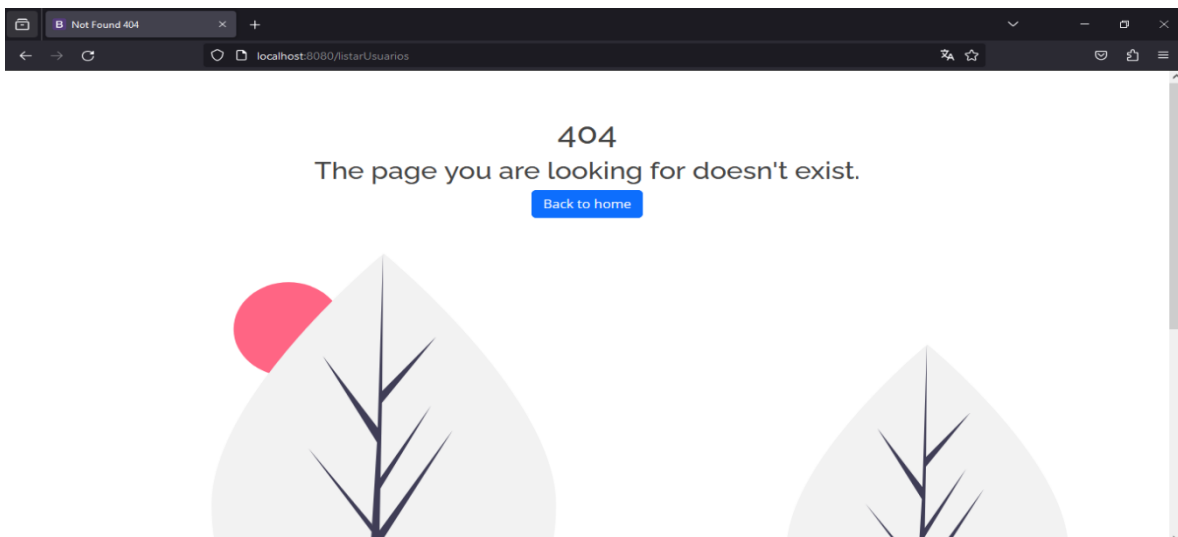 B Not Found 404
localhost:8080/listarUsuarios
404
The page you are looking for doesn't exist.
Back to home